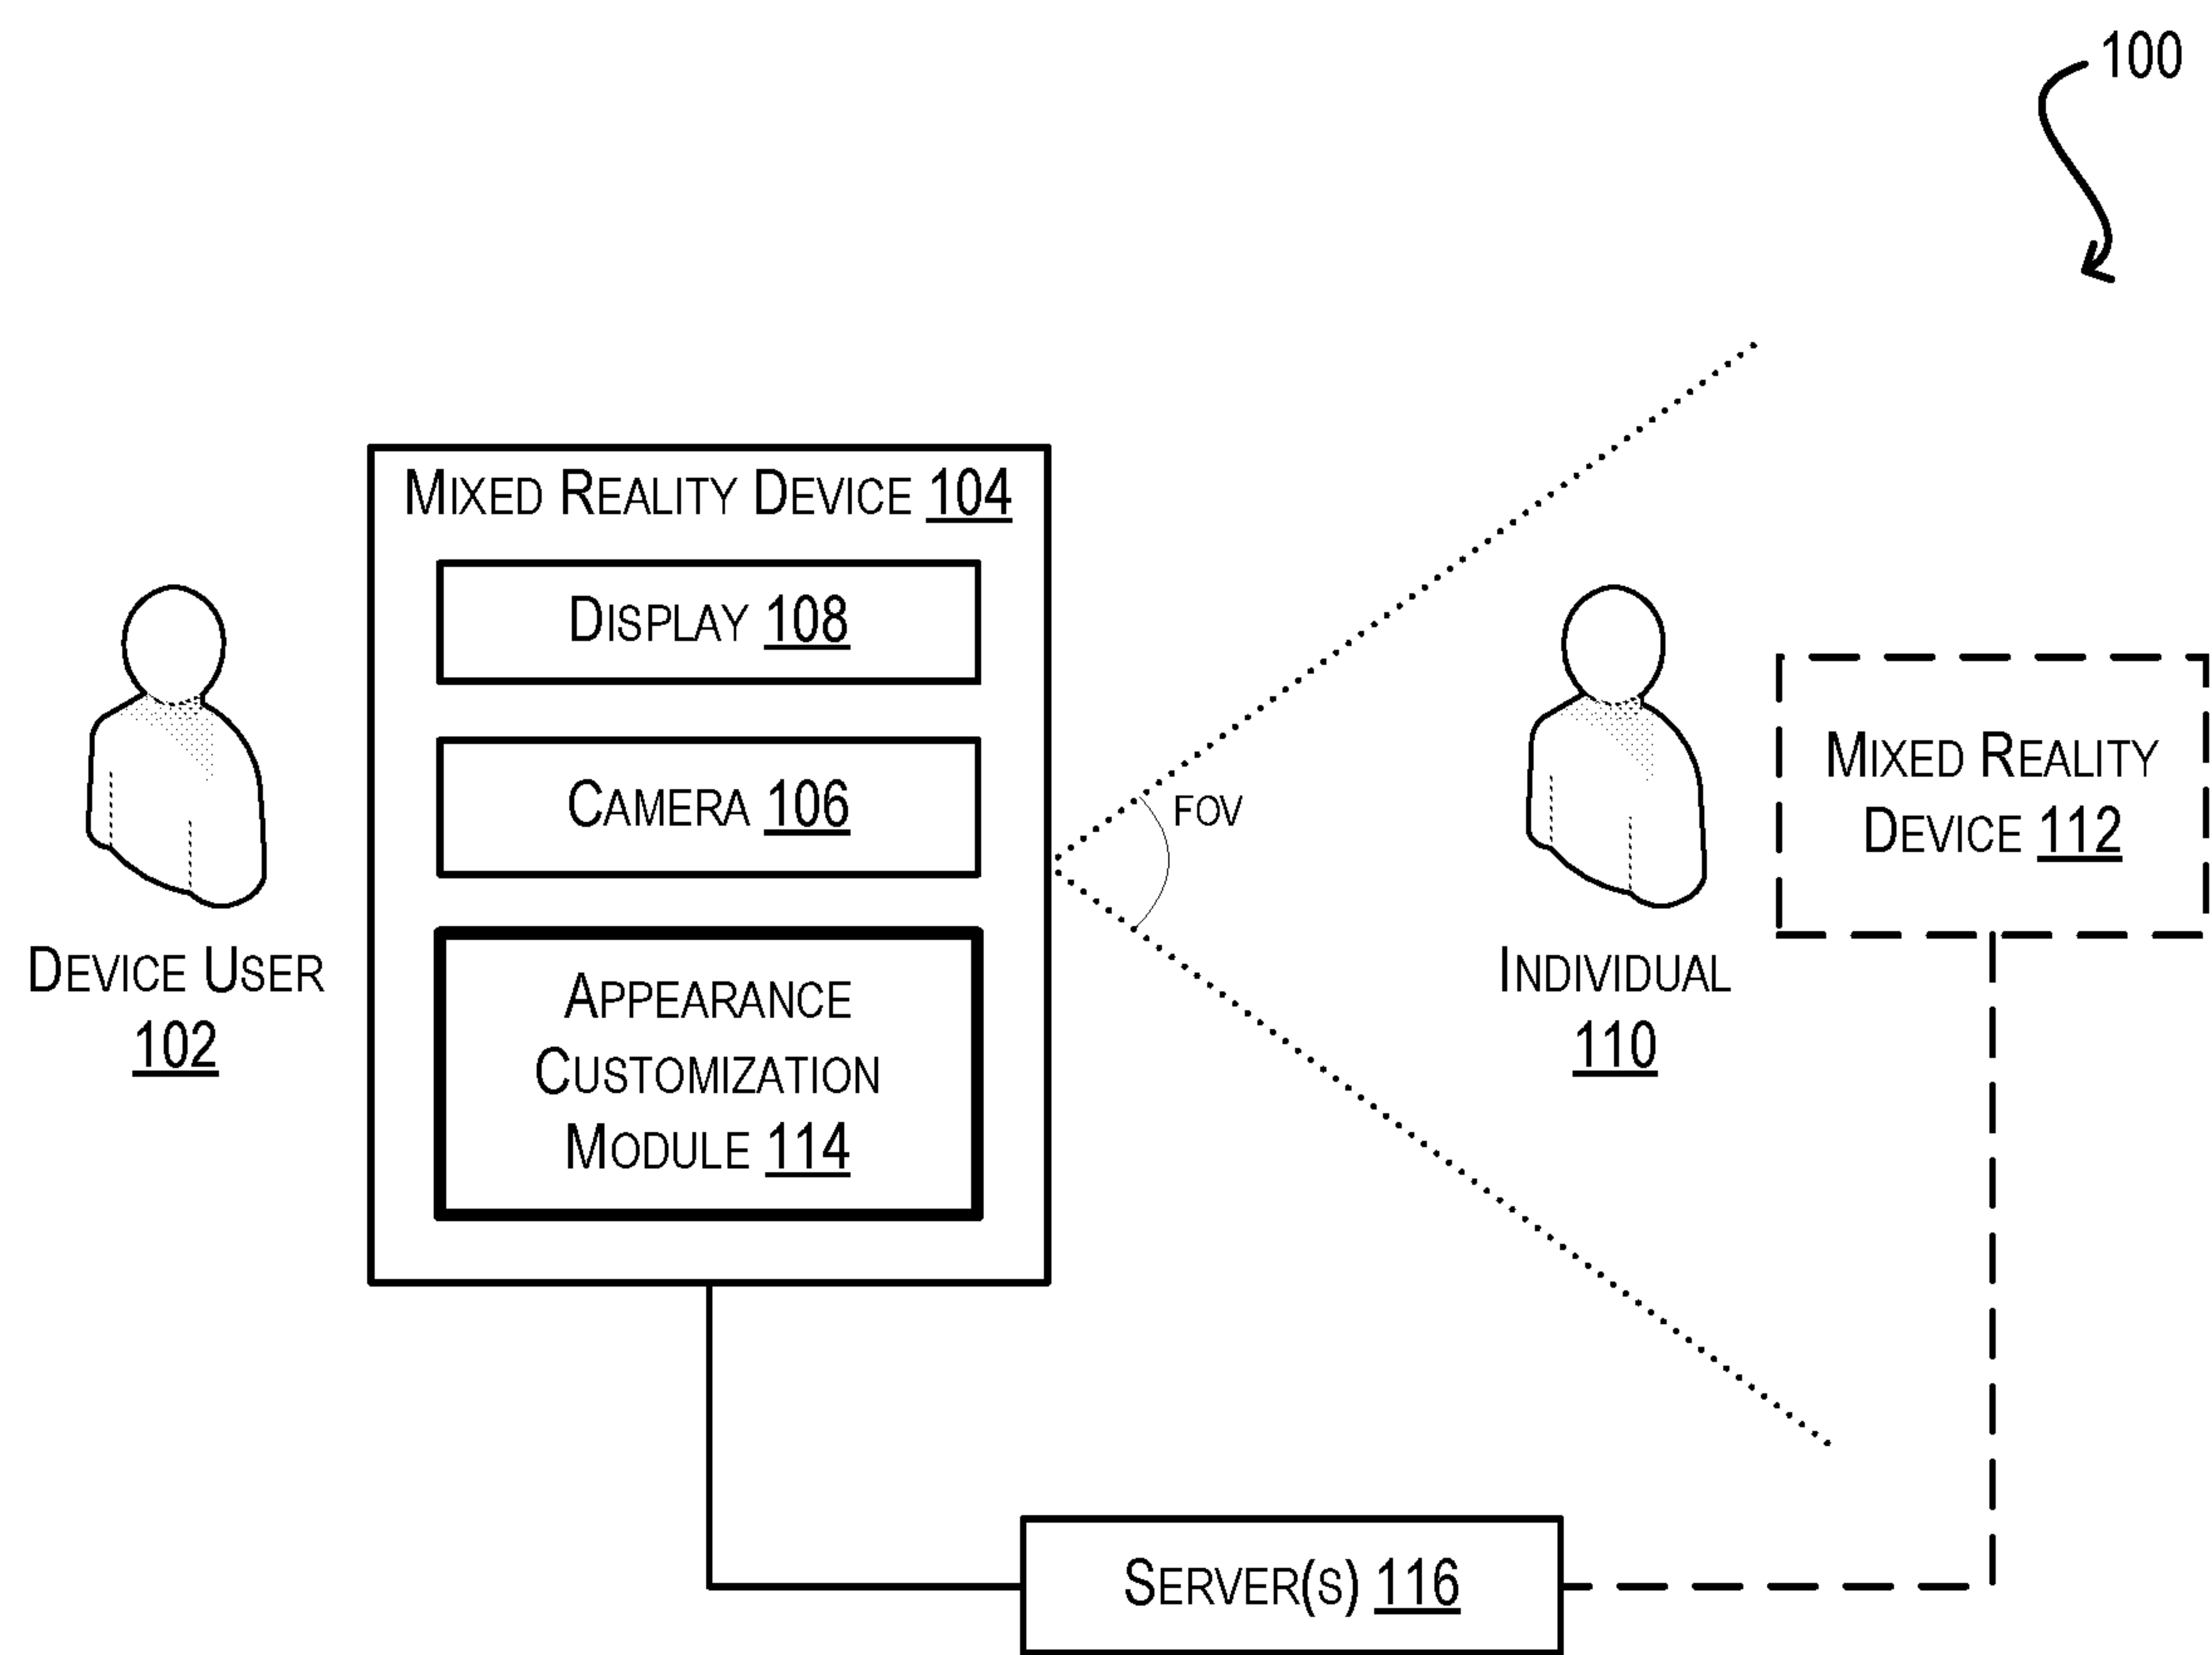 100
MIXED REALITY DEVICE 104
DISPLAY 108
CAMERA 106
FOV
APPEARANCE
CUSTOMIZATION
MODULE 114
DEVICE USER
102
INDIVIDUAL
110
MIXED REALITY
DEVICE 112
SERVER(S) 116